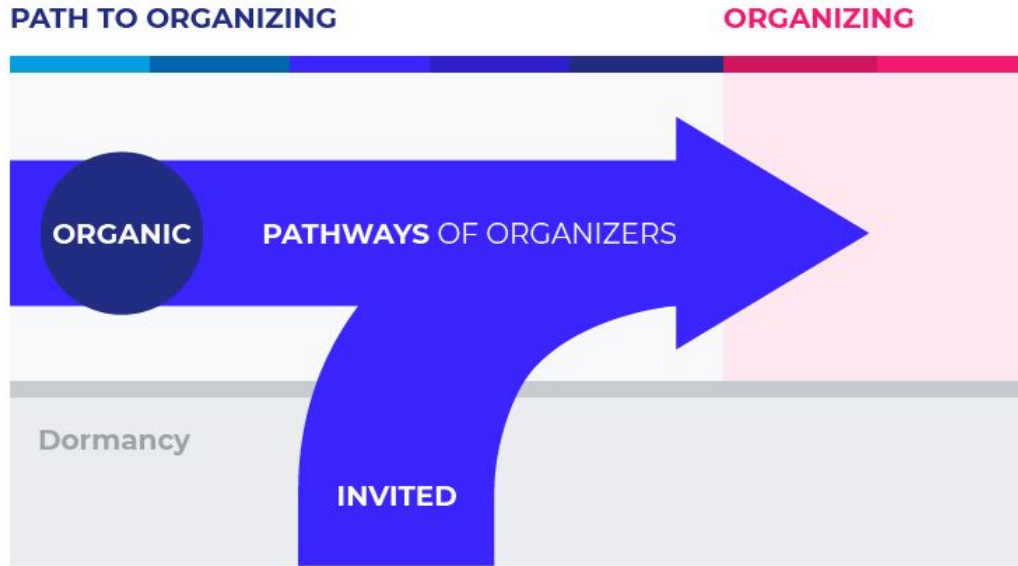 PATH TO ORGANIZING
ORGANIZING
ORGANIC
PATHWAYS OF ORGANIZERS
Dormancy
INVITED